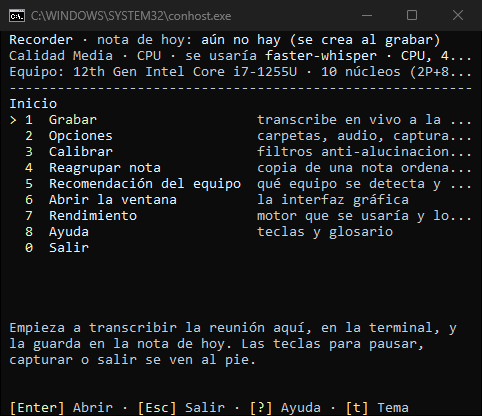 C:\WINDOWS\SYSTEM32\conhost.exe
Recorder · nota de hoy: aún no hay (se crea al grabar)
Calidad Media · CPU · se usaría faster-whisper · CPU, 4...
Equipo: 12th Gen Intel Core i7-1255U · 10 núcleos (2P+8...
----------------------------------------------------------
Inicio
> 1 Grabar transcribe en vivo a la ...
2 Opciones carpetas, audio, captura...
3 Calibrar filtros anti-alucinacion...
4 Reagrupar nota copia de una nota ordena...
5 Recomendación del equipo qué equipo se detecta y ...
6 Abrir la ventana la interfaz gráfica
7 Rendimiento motor que se usaría y lo...
8 Ayuda teclas y glosario
0 Salir
Empieza a transcribir la reunión aquí, en la terminal, y
la guarda en la nota de hoy. Las teclas para pausar,
capturar o salir se ven al pie.
[Enter] Abrir · [Esc] Salir · [?] Ayuda · [t] Tema